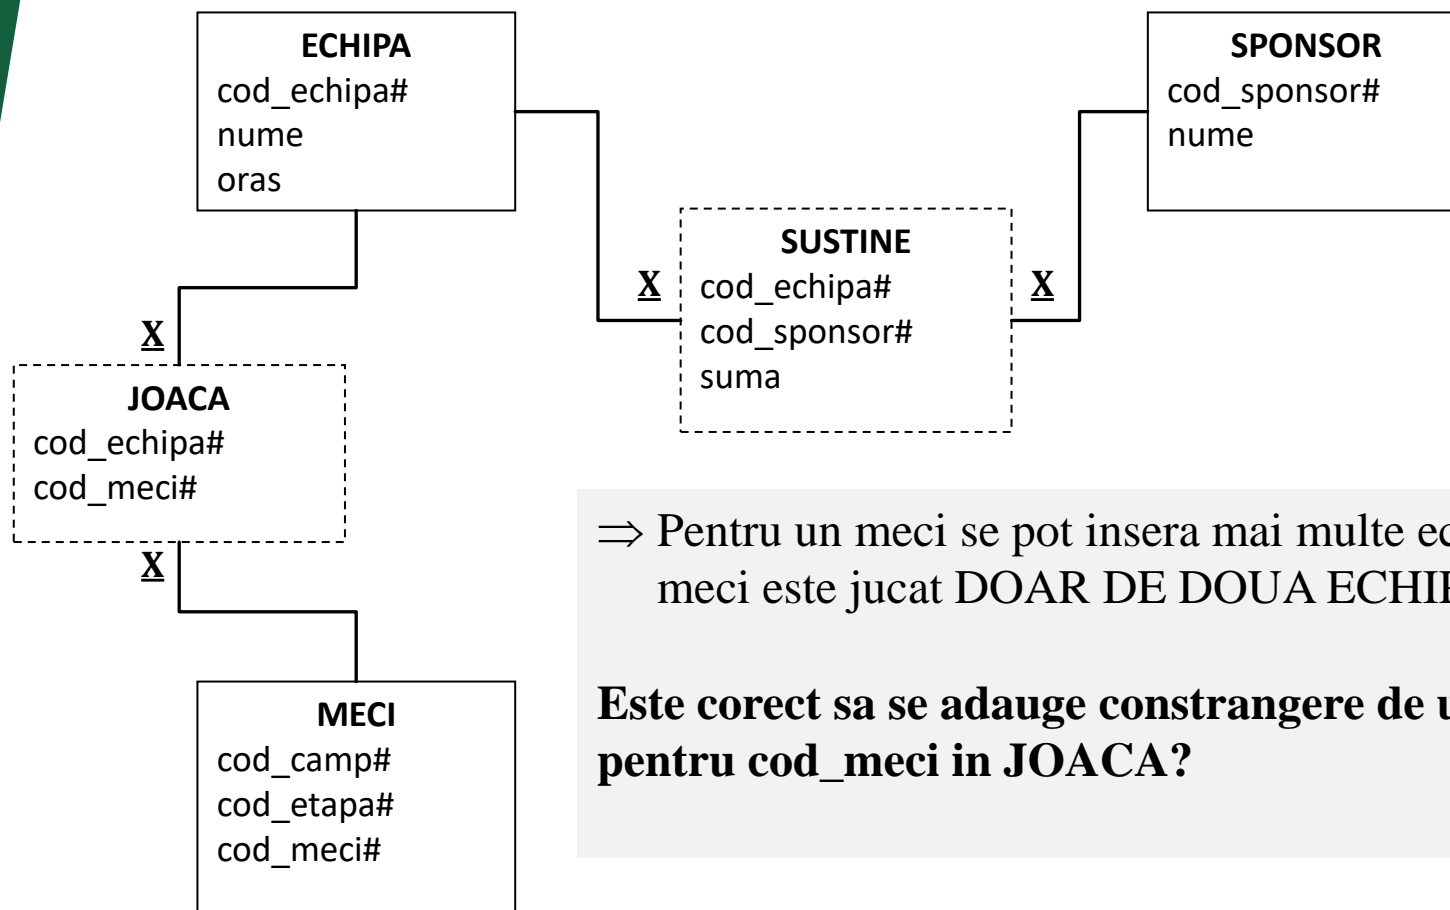 ECHIPA
cod_echipa#
nume
oras
SPONSOR
cod_sponsor#
nume
SUSTINE
cod_echipa#
cod_sponsor#
suma
X
X
X
JOACA
cod_echipa#
cod_meci#
X
MECI
cod_camp#
cod_etapa#
cod_meci#
⇒ Pentru un meci se pot insera mai multe
meci este jucat DOAR DE DOUA
Este corect sa se adauge constrangere de
pentru cod_meci in JOACA?